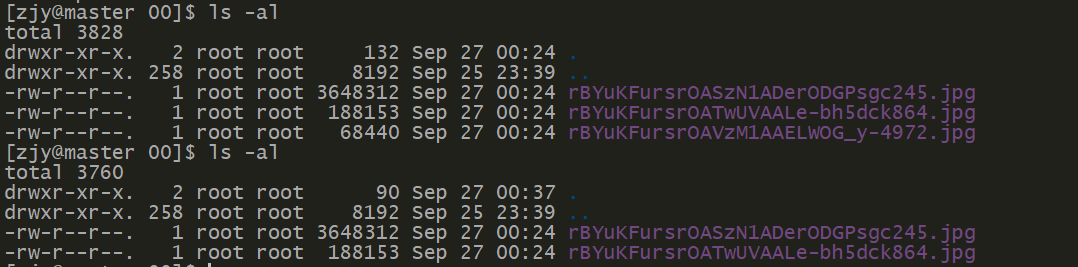 [zjy@master 00]$ ls -al
total 3828
drwxr-xr-x.   2 root root     132 Sep 27 00:24 .
drwxr-xr-x. 258 root root    8192 Sep 25 23:39 ..
-rw-r--r--.   1 root root 3648312 Sep 27 00:24 rBYuKFursrOASzN1ADerODGPsgc245.jpg
-rw-r--r--.   1 root root  188153 Sep 27 00:24 rBYuKFursrOATwUVAALe-bh5dck864.jpg
-rw-r--r--.   1 root root   68440 Sep 27 00:24 rBYuKFursrOAVzM1AAELWOG_y-4972.jpg
[zjy@master 00]$ ls -al
total 3760
drwxr-xr-x.   2 root root      90 Sep 27 00:37 .
drwxr-xr-x. 258 root root    8192 Sep 25 23:39 ..
-rw-r--r--.   1 root root 3648312 Sep 27 00:24 rBYuKFursrOASzN1ADerODGPsgc245.jpg
-rw-r--r--.   1 root root  188153 Sep 27 00:24 rBYuKFursrOATwUVAALe-bh5dck864.jpg
[zjy@master 00]$